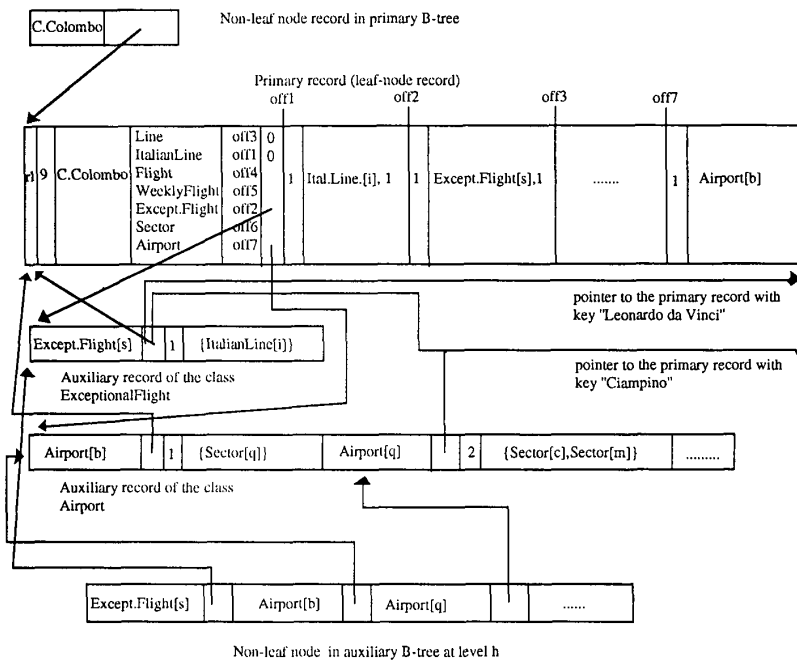 C.Colombo
Non-leaf node record in primary B-tree
Primary record (leaf-node record)
off1
off2
off3
off7
9
C.Colombo
Line off3 0
ItalianLine off1 0
Flight off4
WeeklyFlight off5
Except.Flight off2
Sector off6
Airport off7
1
Ital.Line.[i], 1
1
Except.Flight[s],1
.......
1
Airport[b]
pointer to the primary record with
key "Leonardo da Vinci"
Except.Flight[s]
1
{ItalianLine[i]}
pointer to the primary record with
key "Ciampino"
Auxiliary record of the class
ExceptionalFlight
Airport[b]
1
{Sector[q]}
Airport[q]
2
{Sector[c],Sector[m]}
.........
Auxiliary record of the class
Airport
Except.Flight[s]
Airport[b]
Airport[q]
......
Non-leaf node in auxiliary B-tree at level h